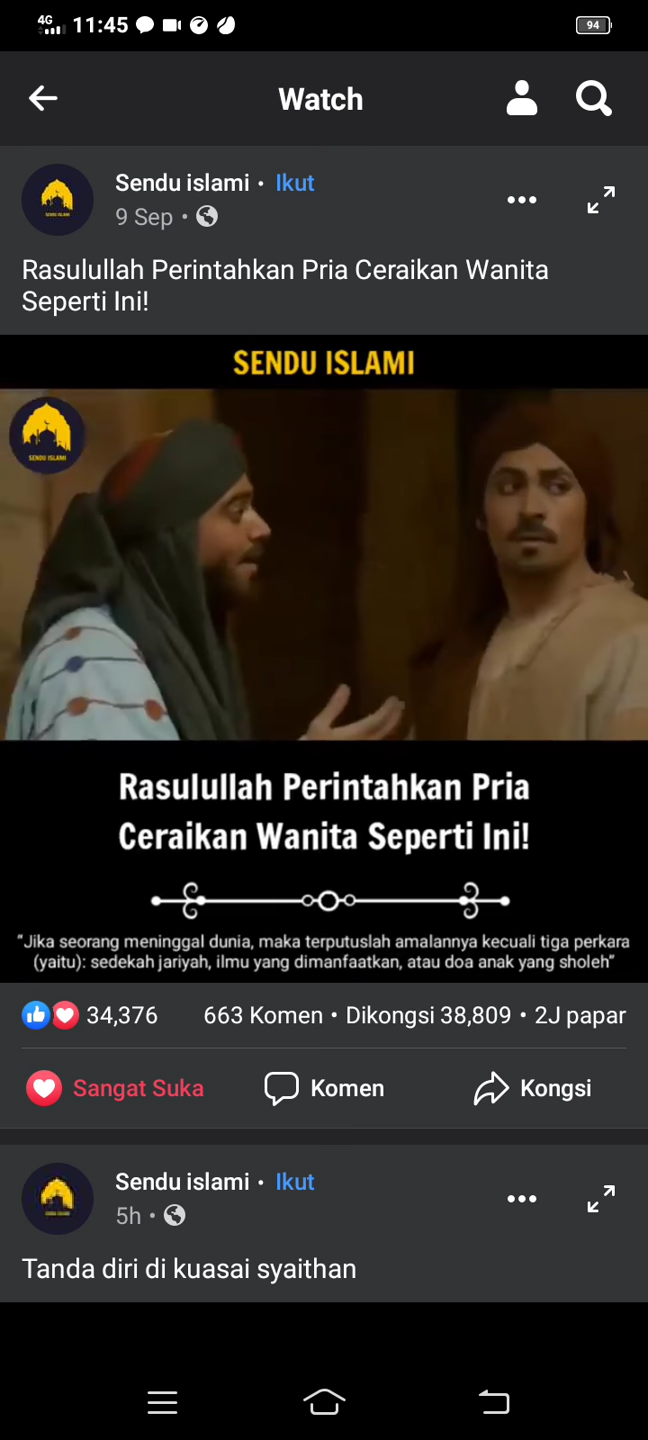 4G 11:45 94
Watch
Sendu islami • Ikut
9 Sep •
Rasulullah Perintahkan Pria Ceraikan Wanita
Seperti Ini!
SENDU ISLAMI
SENDU ISLAMI
Rasulullah Perintahkan Pria
Ceraikan Wanita Seperti Ini!
“Jika seorang meninggal dunia, maka terputuslah amalannya kecuali tiga perkara
(yaitu): sedekah jariyah, ilmu yang dimanfaatkan, atau doa anak yang sholeh”
34,376 663 Komen • Dikongsi 38,809 • 2J papar
Sangat Suka Komen Kongsi
Sendu islami • Ikut
5h •
Tanda diri di kuasai syaithan